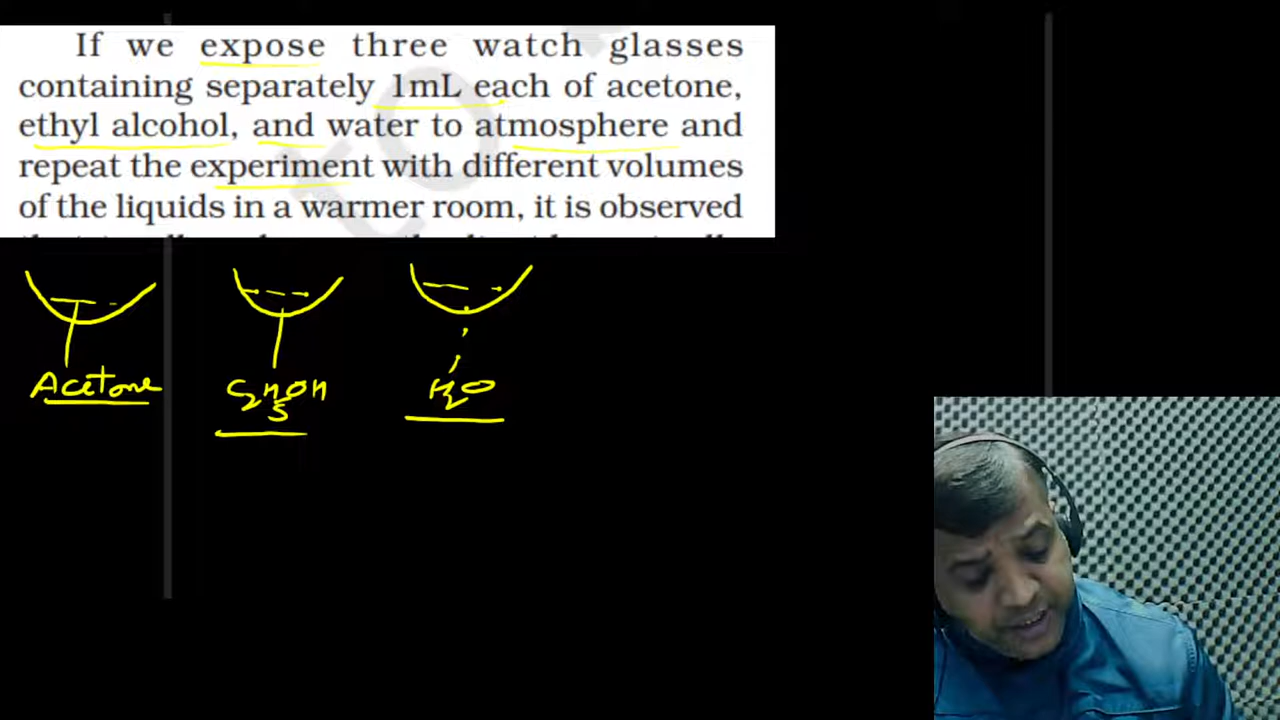 If we expose three watch glasses
containing separately 1mL each of acetone,
ethyl alcohol, and water to atmosphere and
repeat the experiment with different volumes
of the liquids in a warmer room, it is observed
Acetone C2H5OH H2O